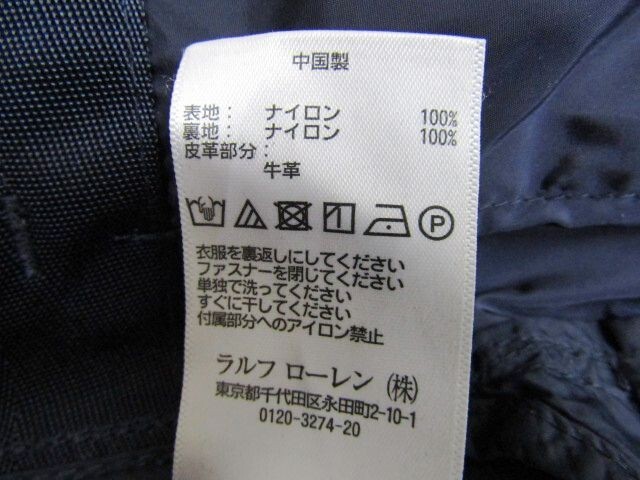 中国製
表地: ナイロン 100%
裏地: ナイロン 100%
皮革部分:
牛革
P
衣服を裏返しにしてください
ファスナーを閉じてください
単独で洗ってください
すぐに干してください
付属部分へのアイロン禁止
ラルフ ローレン (株)
東京都千代田区永田町2-10-1
0120-3274-20